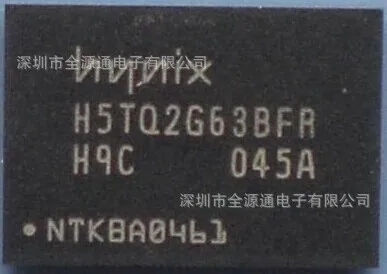 深圳市全源通电子有限公司
hynix
H5TQ2G63BFR
H9C 045A
深圳市全源通电子有限公司
NTKBA0461